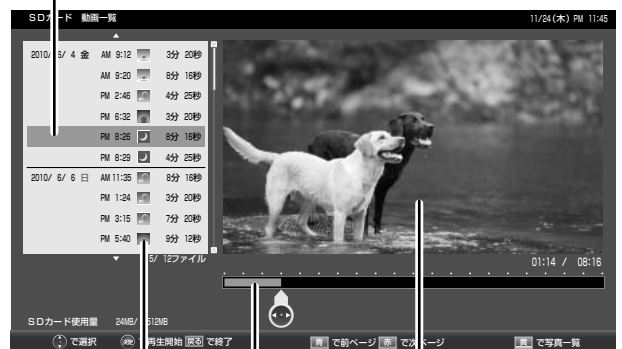 SDカード 動画一覧 11/24(木) PM 11:45
2010/ 6/ 4 金 AM 9:12 3分 20秒
AM 9:20 8分 16秒
PM 2:46 4分 25秒
PM 6:32 3分 20秒
PM 8:26 8分 16秒
PM 8:29 4分 25秒
2010/ 6/ 6 日 AM 11:35 8分 16秒
PM 1:24 3分 20秒
PM 3:15 7分 20秒
PM 5:40 9分 12秒
5/ 12ファイル
01:14 / 08:16
SDカード使用量 24MB/ 512MB
で選択 決定 再生開始 戻る で終了 青 で前ページ 赤 で次ページ 黄 で写真一覧